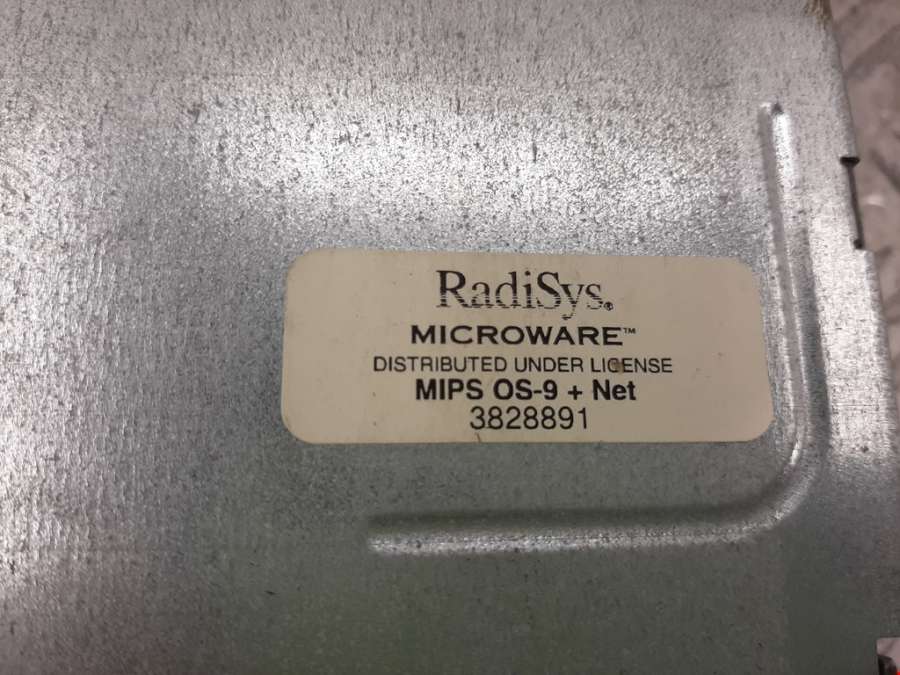 RadiSys®
MICROWARE™
DISTRIBUTED UNDER LICENSE
MIPS OS-9 + Net
3828891